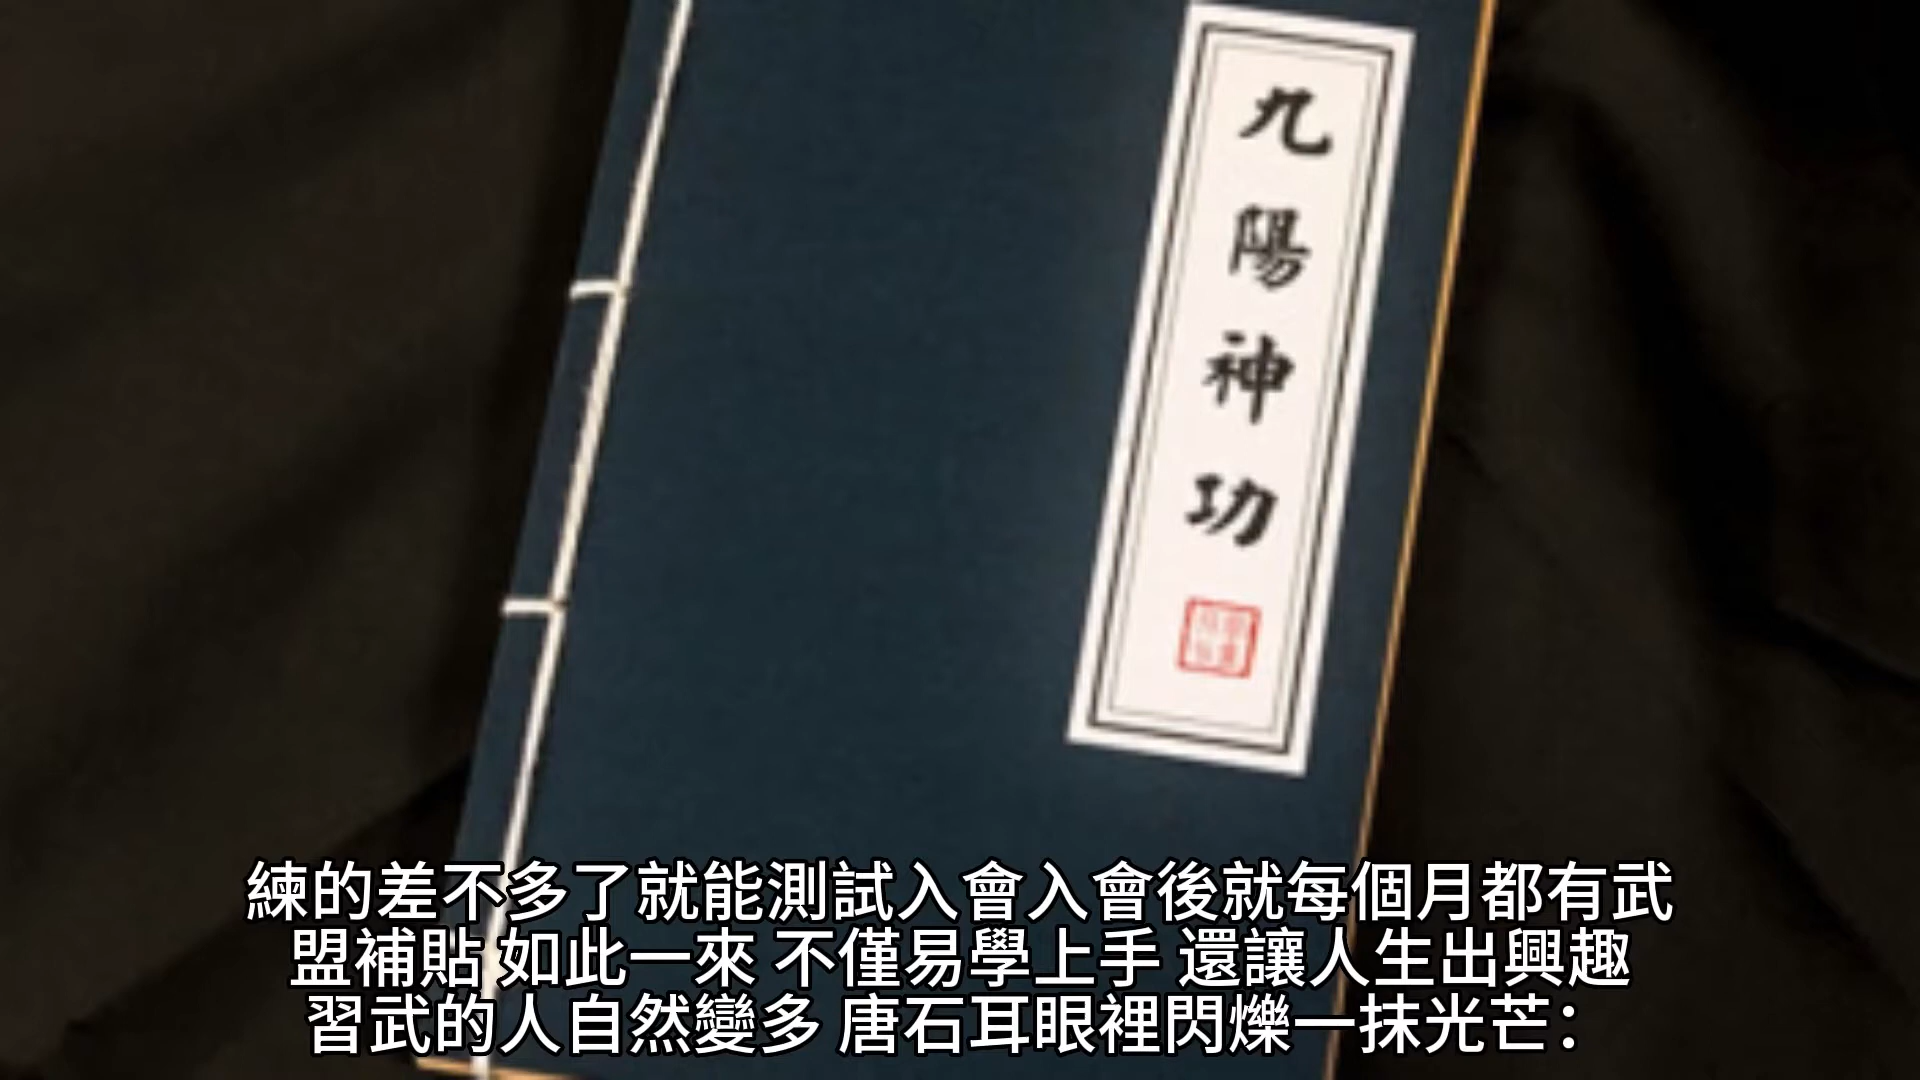 九陽神功
練的差不多了就能測試入會入會後就每個月都有武
盟補貼 如此一來 不僅易學上手 還讓人生出興趣
習武的人自然變多 唐石耳眼裡閃爍一抹光芒：